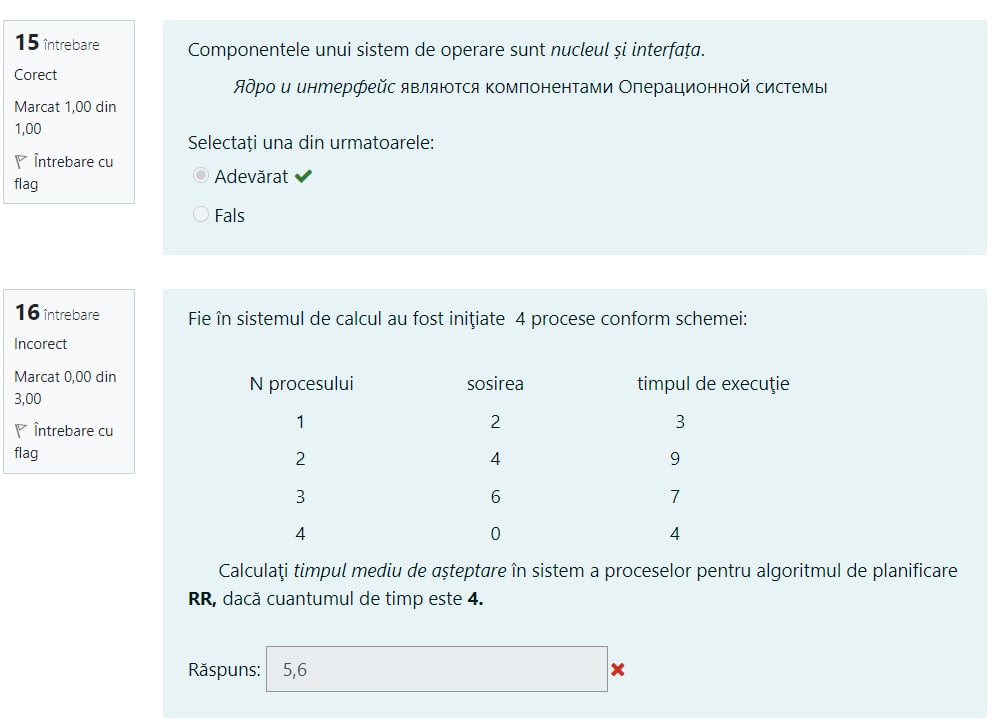 15 întrebare
Corect
Marcat 1,00 din
1,00
Întrebare cu
flag
Componentele unui sistem de operare sunt nucleul și interfața.
Ядро и интерфейс являются компонентами Операционной системы
Selectați una din urmatoarele:
Adevărat
Fals
16 întrebare
Incorect
Marcat 0,00 din
3,00
Întrebare cu
flag
Fie în sistemul de calcul au fost iniţiate 4 procese conform schemei:
N procesului sosirea timpul de execuţie
1 2 3
2 4 9
3 6 7
4 0 4
Calculaţi timpul mediu de așteptare în sistem a proceselor pentru algoritmul de planificare
RR, dacă cuantumul de timp este 4.
Răspuns: 5,6